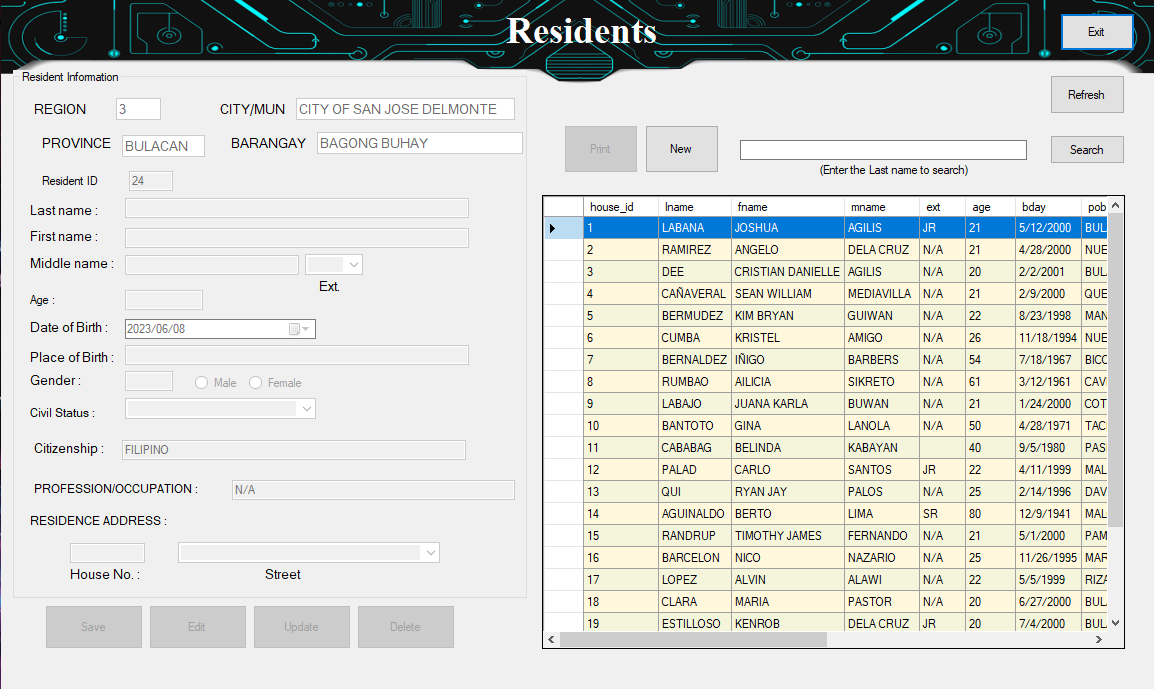 Residents
Exit
Resident Information
REGION 3 CITY/MUN CITY OF SAN JOSE DELMONTE
PROVINCE BULACAN BARANGAY BAGONG BUHAY
Resident ID 24
Last name :
First name :
Middle name :
Ext.
Age :
Date of Birth : 2023/06/08
Place of Birth :
Gender : Male Female
Civil Status :
Citizenship : FILIPINO
PROFESSION/OCCUPATION : N/A
RESIDENCE ADDRESS :
House No. : Street
Save Edit Update Delete
Refresh
Print New Search
(Enter the Last name to search)
house_id lname fname mname ext age bday pob
1 LABANA JOSHUA AGILIS JR 21 5/12/2000 BUL
2 RAMIREZ ANGELO DELA CRUZ N/A 21 4/28/2000 NUE
3 DEE CRISTIAN DANIELLE AGILIS N/A 20 2/2/2001 BUL
4 CAÑAVERAL SEAN WILLIAM MEDIAVILLA N/A 21 2/9/2000 QUE
5 BERMUDEZ KIM BRYAN GUIWAN N/A 22 8/23/1998 MAN
6 CUMBA KRISTEL AMIGO N/A 26 11/18/1994 NUE
7 BERNALDEZ IÑIGO BARBERS N/A 54 7/18/1967 BICO
8 RUMBAO AILICIA SIKRETO N/A 61 3/12/1961 CAV
9 LABAJO JUANA KARLA BUWAN N/A 21 1/24/2000 COT
10 BANTOTO GINA LANOLA N/A 50 4/28/1971 TAC
11 CABABAG BELINDA KABAYAN 40 9/5/1980 PAS
12 PALAD CARLO SANTOS JR 22 4/11/1999 MAL
13 QUI RYAN JAY PALOS N/A 25 2/14/1996 DAV
14 AGUINALDO BERTO LIMA SR 80 12/9/1941 MAL
15 RANDRUP TIMOTHY JAMES FERNANDO N/A 21 5/1/2000 PAM
16 BARCELON NICO NAZARIO N/A 25 11/26/1995 MAR
17 LOPEZ ALVIN ALAWI N/A 22 5/5/1999 RIZA
18 CLARA MARIA PASTOR N/A 20 6/27/2000 BUL
19 ESTILLOSO KENROB DELA CRUZ JR 20 7/4/2000 BUL